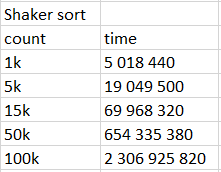 Shaker sort
count time
1k 5 018 440
5k 19 049 500
15k 69 968 320
50k 654 335 380
100k 2 306 925 820